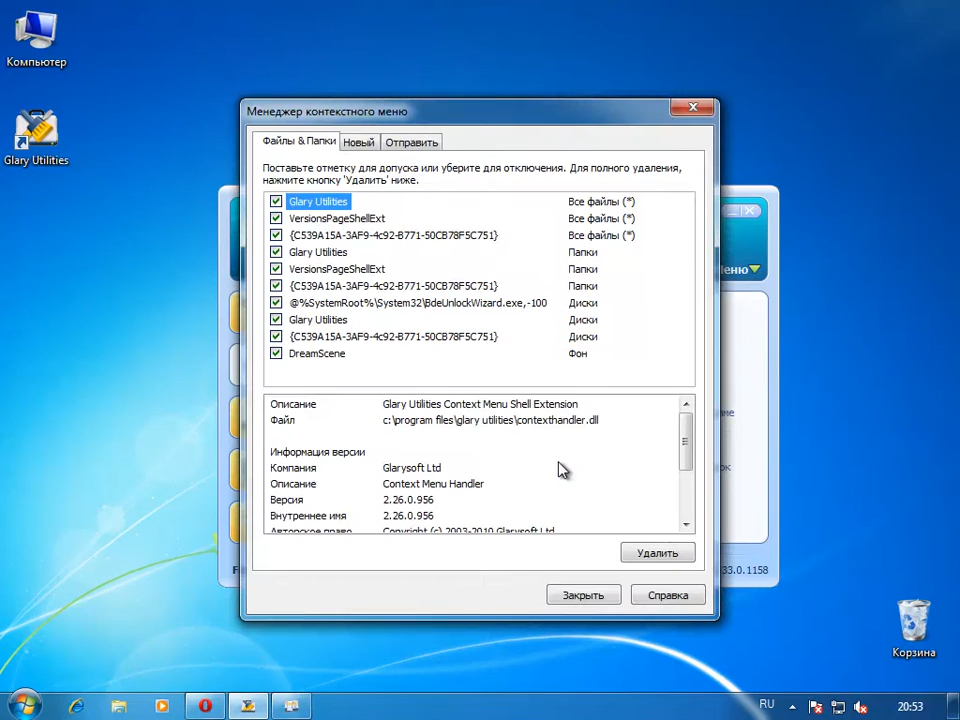 Компьютер
Glary Utilities
Менеджер контекстного меню
Файлы & Папки
Новый
Отправить
Поставьте отметку для допуска или уберите для отключения. Для полного удаления,
нажмите кнопку 'Удалить' ниже.
Glary Utilities Все файлы (*)
VersionsPageShellExt Все файлы (*)
{C539A15A-3AF9-4c92-B771-50CB78F5C751} Все файлы (*)
Glary Utilities Папки
VersionsPageShellExt Папки
{C539A15A-3AF9-4c92-B771-50CB78F5C751} Папки
@%SystemRoot%\System32\BdeUnlockWizard.exe,-100 Диски
Glary Utilities Диски
{C539A15A-3AF9-4c92-B771-50CB78F5C751} Диски
DreamScene Фон
Описание Glary Utilities Context Menu Shell Extension
Файл c:\program files\glary utilities\contexthandler.dll
Информация версии
Компания Glarysoft Ltd
Описание Context Menu Handler
Версия 2.26.0.956
Внутреннее имя 2.26.0.956
Авторское право Copyright (c) 2003-2010 Glarysoft Ltd
Удалить
Закрыть
Справка
33.0.1158
Корзина
RU
20:53